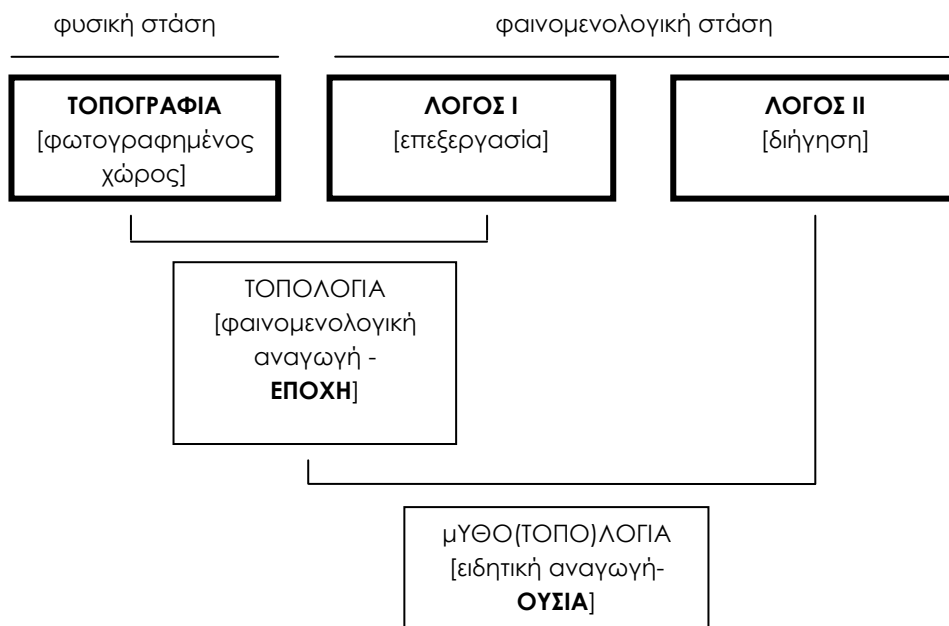 φυσική στάση
φαινομενολογική στάση
ΤΟΠΟΓΡΑΦΙΑ
[φωτογραφημένος
χώρος]
ΛΟΓΟΣ Ι
[επεξεργασία]
ΛΟΓΟΣ ΙΙ
[διήγηση]
ΤΟΠΟΛΟΓΙΑ
[φαινομενολογική
αναγωγή -
ΕΠΟΧΗ]
μΥΘΟ(ΤΟΠΟ)ΛΟΓΙΑ
[ειδητική αναγωγή-
ΟΥΣΙΑ]